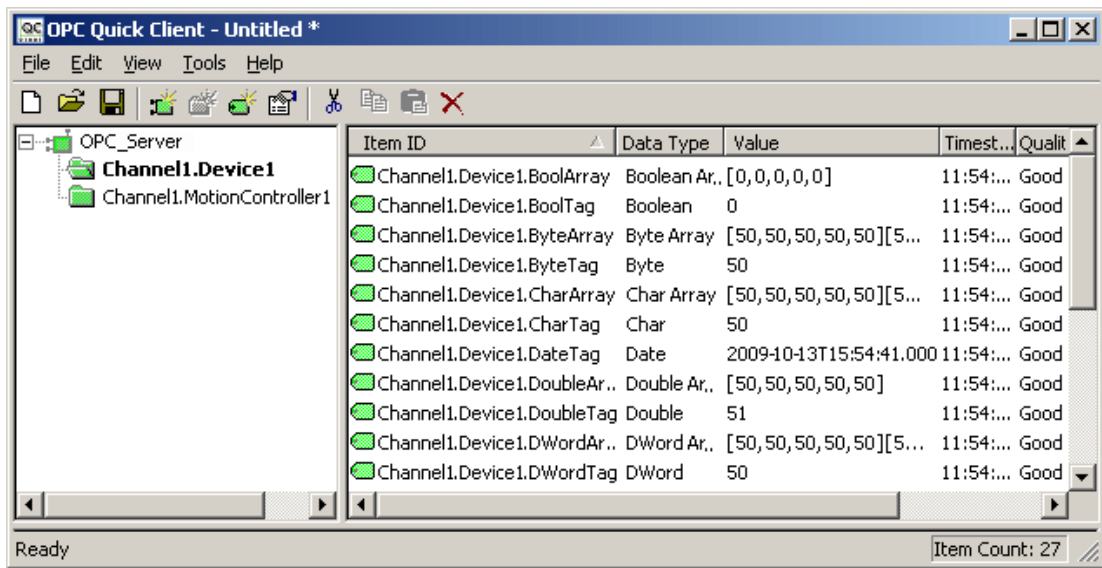 OPC Quick Client - Untitled *
File Edit View Tools Help
OPC_Server
Channel1.Device1
Channel1.MotionController1
Item ID Data Type Value Timest... Qualit
Channel1.Device1.BoolArray Boolean Ar... [0,0,0,0,0] 11:54:... Good
Channel1.Device1.BoolTag Boolean 0 11:54:... Good
Channel1.Device1.ByteArray Byte Array [50,50,50,50,50][5... 11:54:... Good
Channel1.Device1.ByteTag Byte 50 11:54:... Good
Channel1.Device1.CharArray Char Array [50,50,50,50,50][5... 11:54:... Good
Channel1.Device1.CharTag Char 50 11:54:... Good
Channel1.Device1.DateTag Date 2009-10-13T15:54:41.000 11:54:... Good
Channel1.Device1.DoubleAr... Double Ar... [50,50,50,50,50] 11:54:... Good
Channel1.Device1.DoubleTag Double 51 11:54:... Good
Channel1.Device1.DWordAr... DWord Ar... [50,50,50,50,50][5... 11:54:... Good
Channel1.Device1.DWordTag DWord 50 11:54:... Good
Ready Item Count: 27